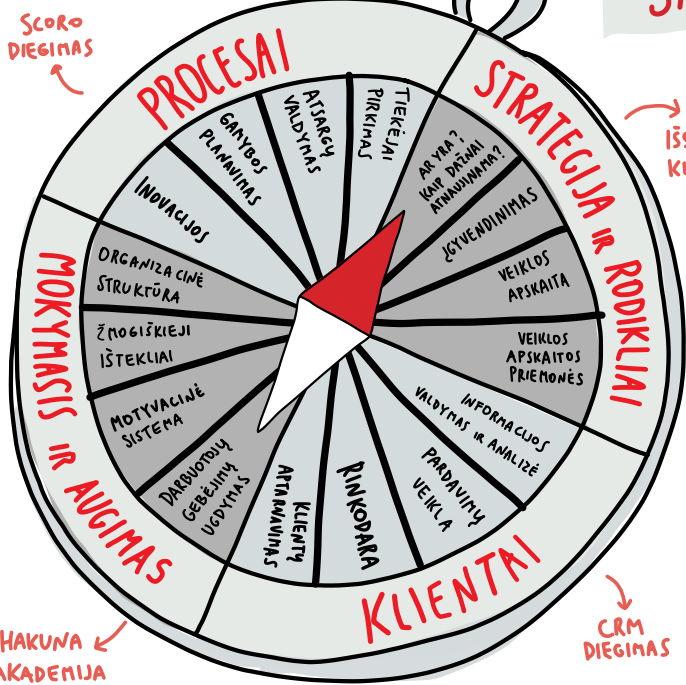 SCORO
DIEGIMAS
PROCESAI
INOVACIJOS
GAMYBOS
PLANAVIMAS
ATSARGŲ
VALDYMAS
TIEKĖJAI
PIRKIMAS
STRATEGIJA IR RODIKLIAI
AR YRA?
KAIP DAŽNAI
ATNAUJINAMA?
ĮGYVENDINIMAS
VEIKLOS
APSKAITA
VEIKLOS
APSKAITOS
PRIEMONĖS
KLIENTAI
INFORMACIJOS
VALDYMAS IR ANALIZĖ
PARDAVIMŲ
VEIKLA
RINKODARA
KLIENTŲ
APTARNAVIMAS
MOKYMASIS IR AUGIMAS
DARBUOTOJŲ
GEBĖJIMŲ
UGDYMAS
MOTYVACINĖ
SISTEMA
ŽMOGIŠKIEJI
IŠTEKLIAI
ORGANIZACINĖ
STRUKTŪRA
CRM
DIEGIMAS
HAKUNA
AKADEMIJA